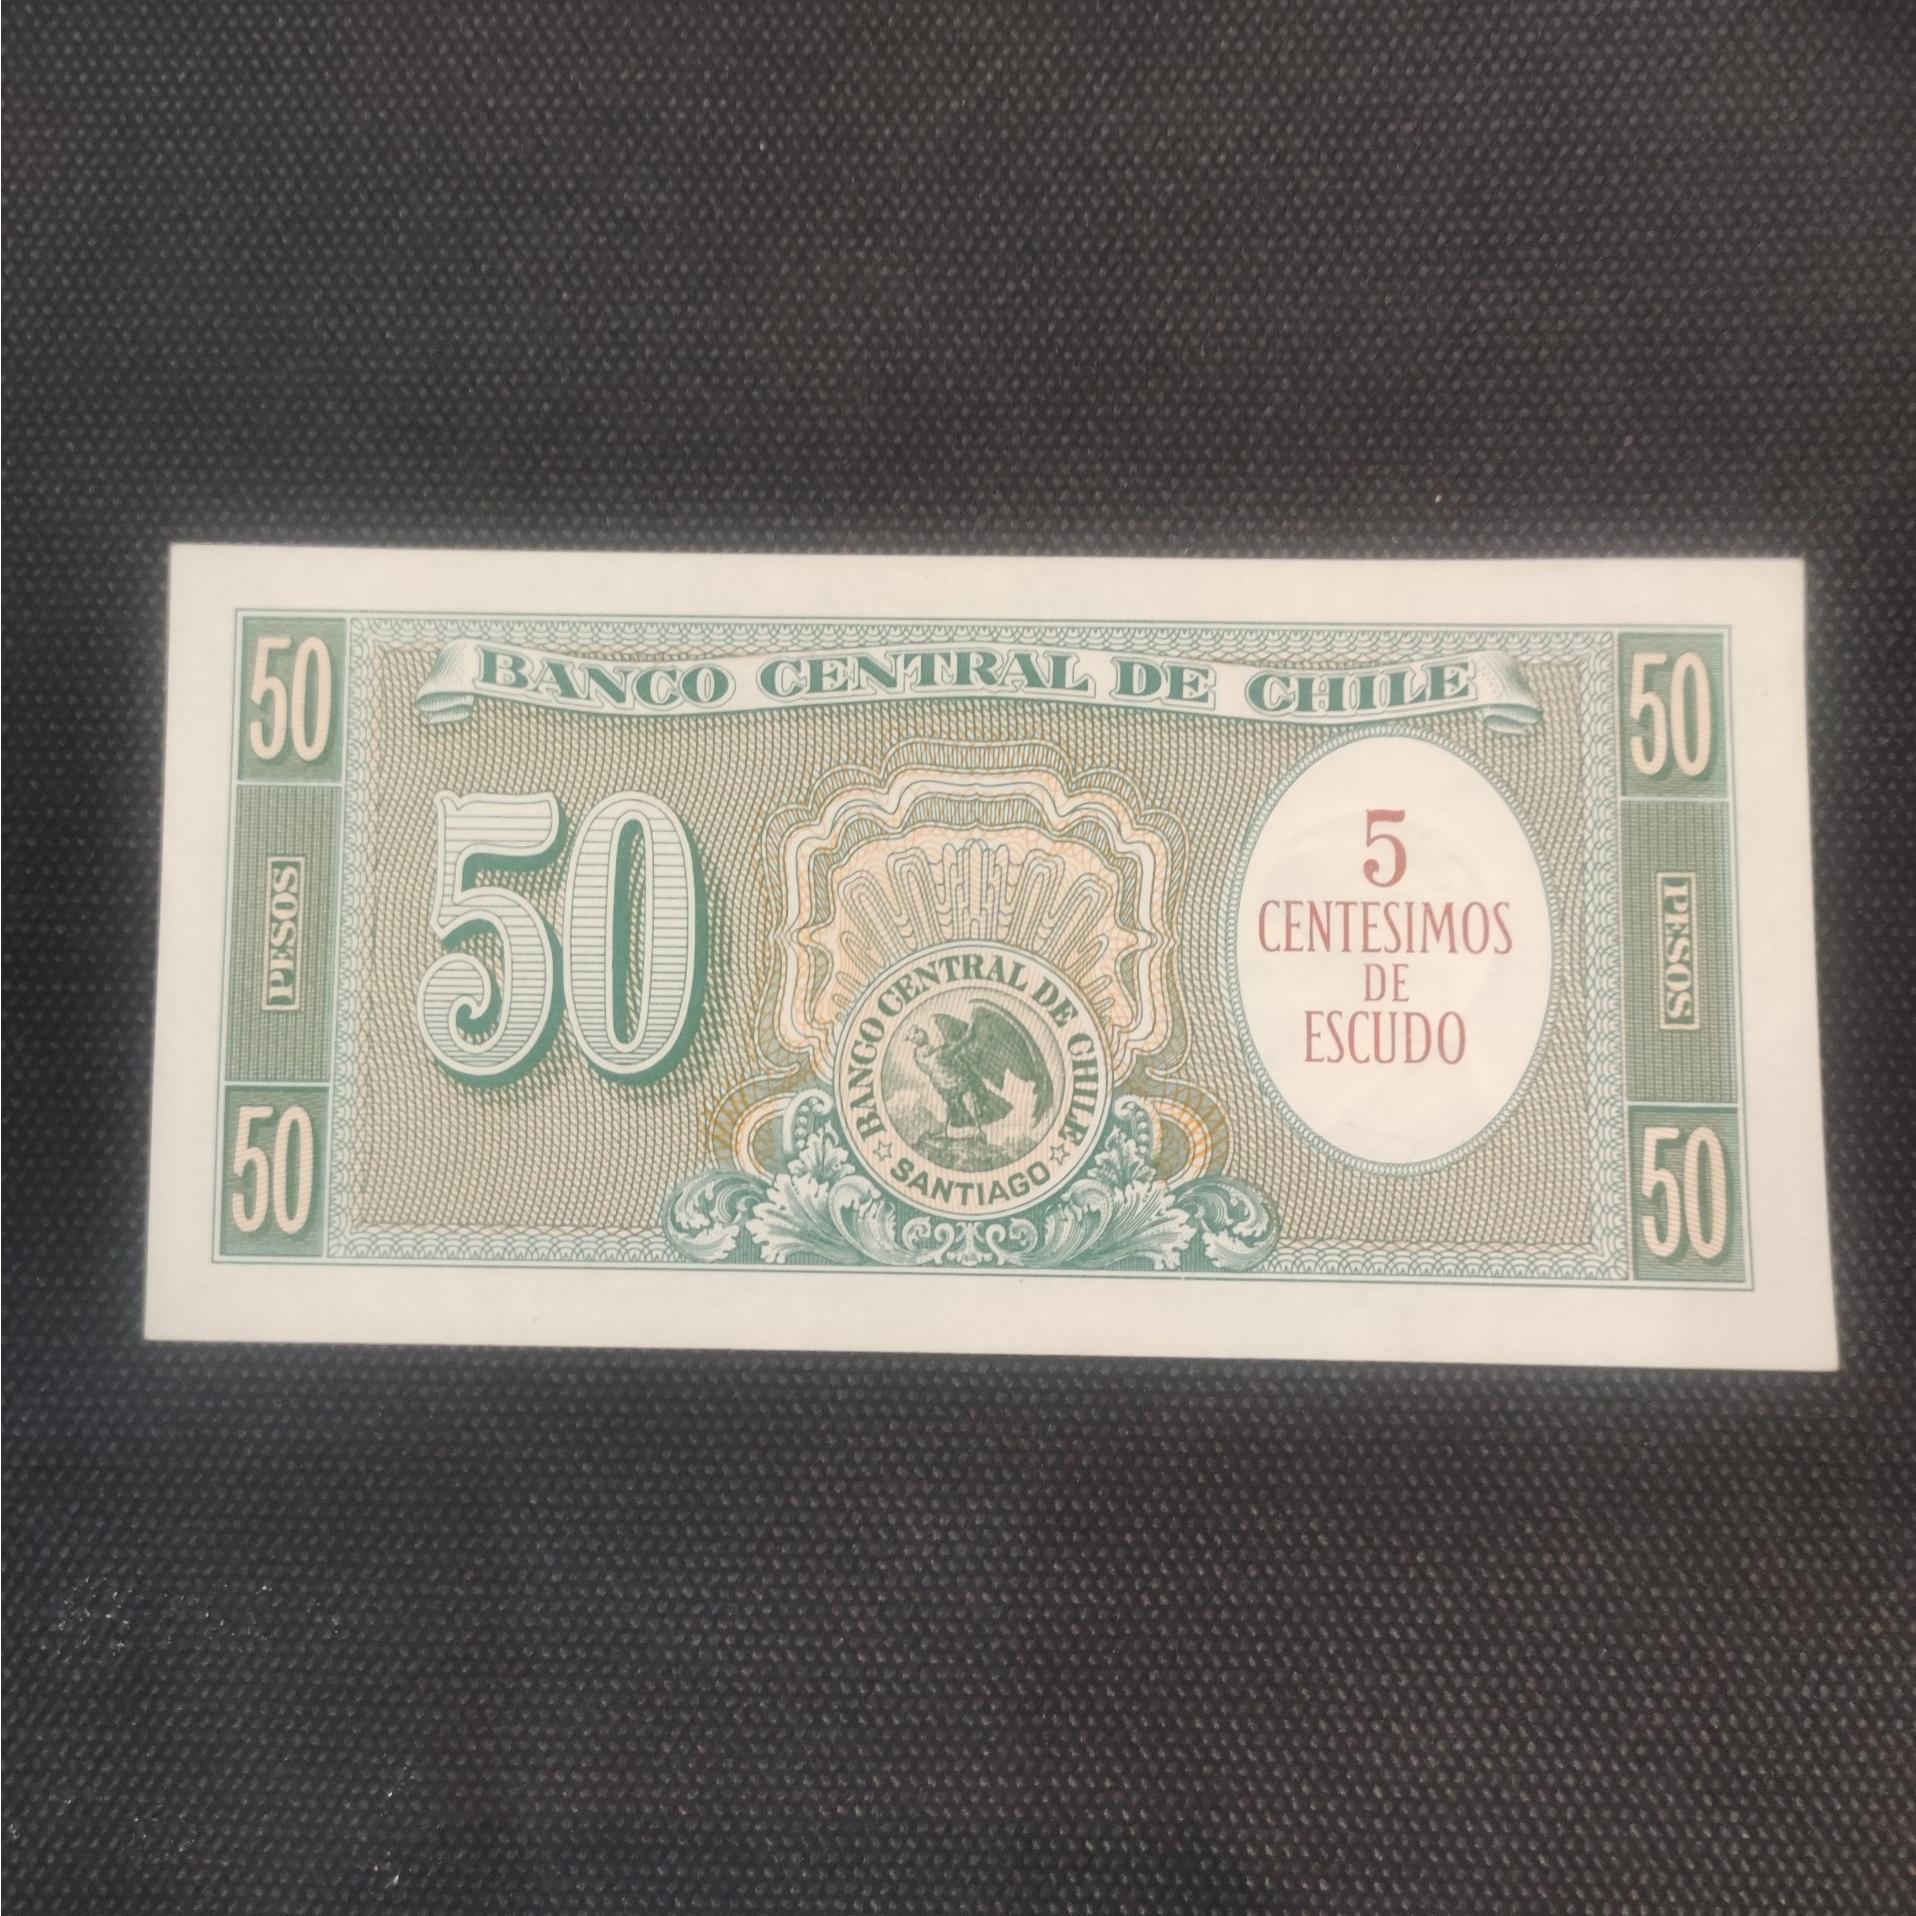 50
BANCO CENTRAL DE CHILE
50
PESOS
50
5
CENTESIMOS
DE
ESCUDO
PESOS
BANCO CENTRAL DE CHILE
SANTIAGO
50
50